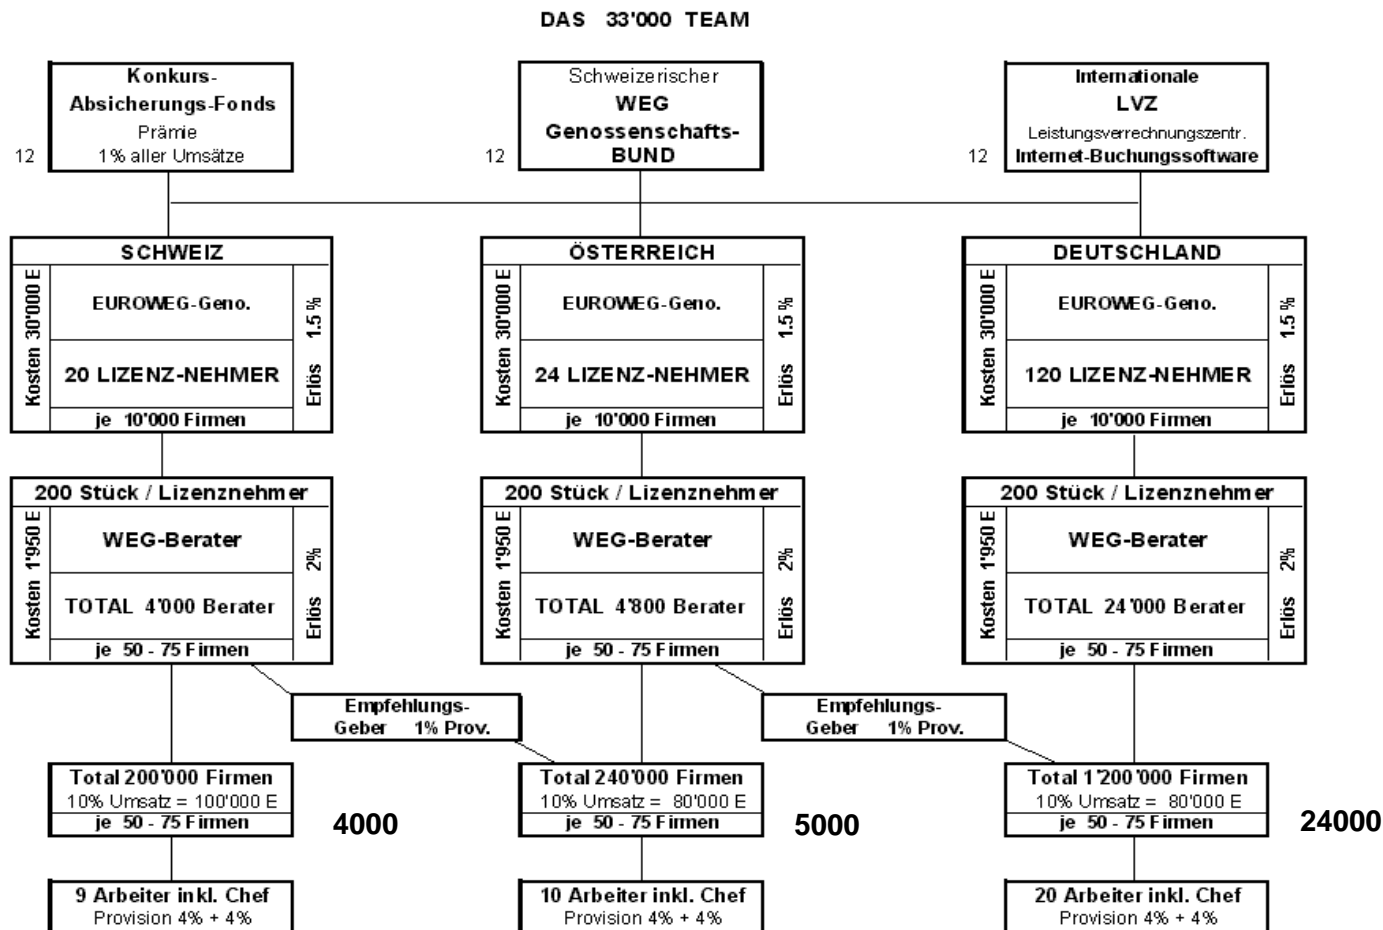 DAS 33'000 TEAM
Konkurs-
Absicherungs-Fonds
Prämie
1% aller Umsätze
12
Schweizerischer
WEG
Genossenschafts-
BUND
12
Internationale
LVZ
Leistungsverrechnungszentr.
Internet-Buchungssoftware
12
SCHWEIZ
Kosten 30'000 E
EUROWEG-Geno.
20 LIZENZ-NEHMER
Erlös 1.5 %
je 10'000 Firmen
ÖSTERREICH
Kosten 30'000 E
EUROWEG-Geno.
24 LIZENZ-NEHMER
Erlös 1.5 %
je 10'000 Firmen
DEUTSCHLAND
Kosten 30'000 E
EUROWEG-Geno.
120 LIZENZ-NEHMER
Erlös 1.5 %
je 10'000 Firmen
200 Stück / Lizenznehmer
Kosten 1'950 E
WEG-Berater
TOTAL 4'000 Berater
Erlös 2%
je 50 - 75 Firmen
200 Stück / Lizenznehmer
Kosten 1'950 E
WEG-Berater
TOTAL 4'800 Berater
Erlös 2%
je 50 - 75 Firmen
200 Stück / Lizenznehmer
Kosten 1'950 E
WEG-Berater
TOTAL 24'000 Berater
Erlös 2%
je 50 - 75 Firmen
Empfehlungs-
Geber 1% Prov.
Empfehlungs-
Geber 1% Prov.
Total 200'000 Firmen
10% Umsatz = 100'000 E
je 50 - 75 Firmen
4000
Total 240'000 Firmen
10% Umsatz = 80'000 E
je 50 - 75 Firmen
5000
Total 1'200'000 Firmen
10% Umsatz = 80'000 E
je 50 - 75 Firmen
24000
9 Arbeiter inkl. Chef
Provision 4% + 4%
10 Arbeiter inkl. Chef
Provision 4% + 4%
20 Arbeiter inkl. Chef
Provision 4% + 4%